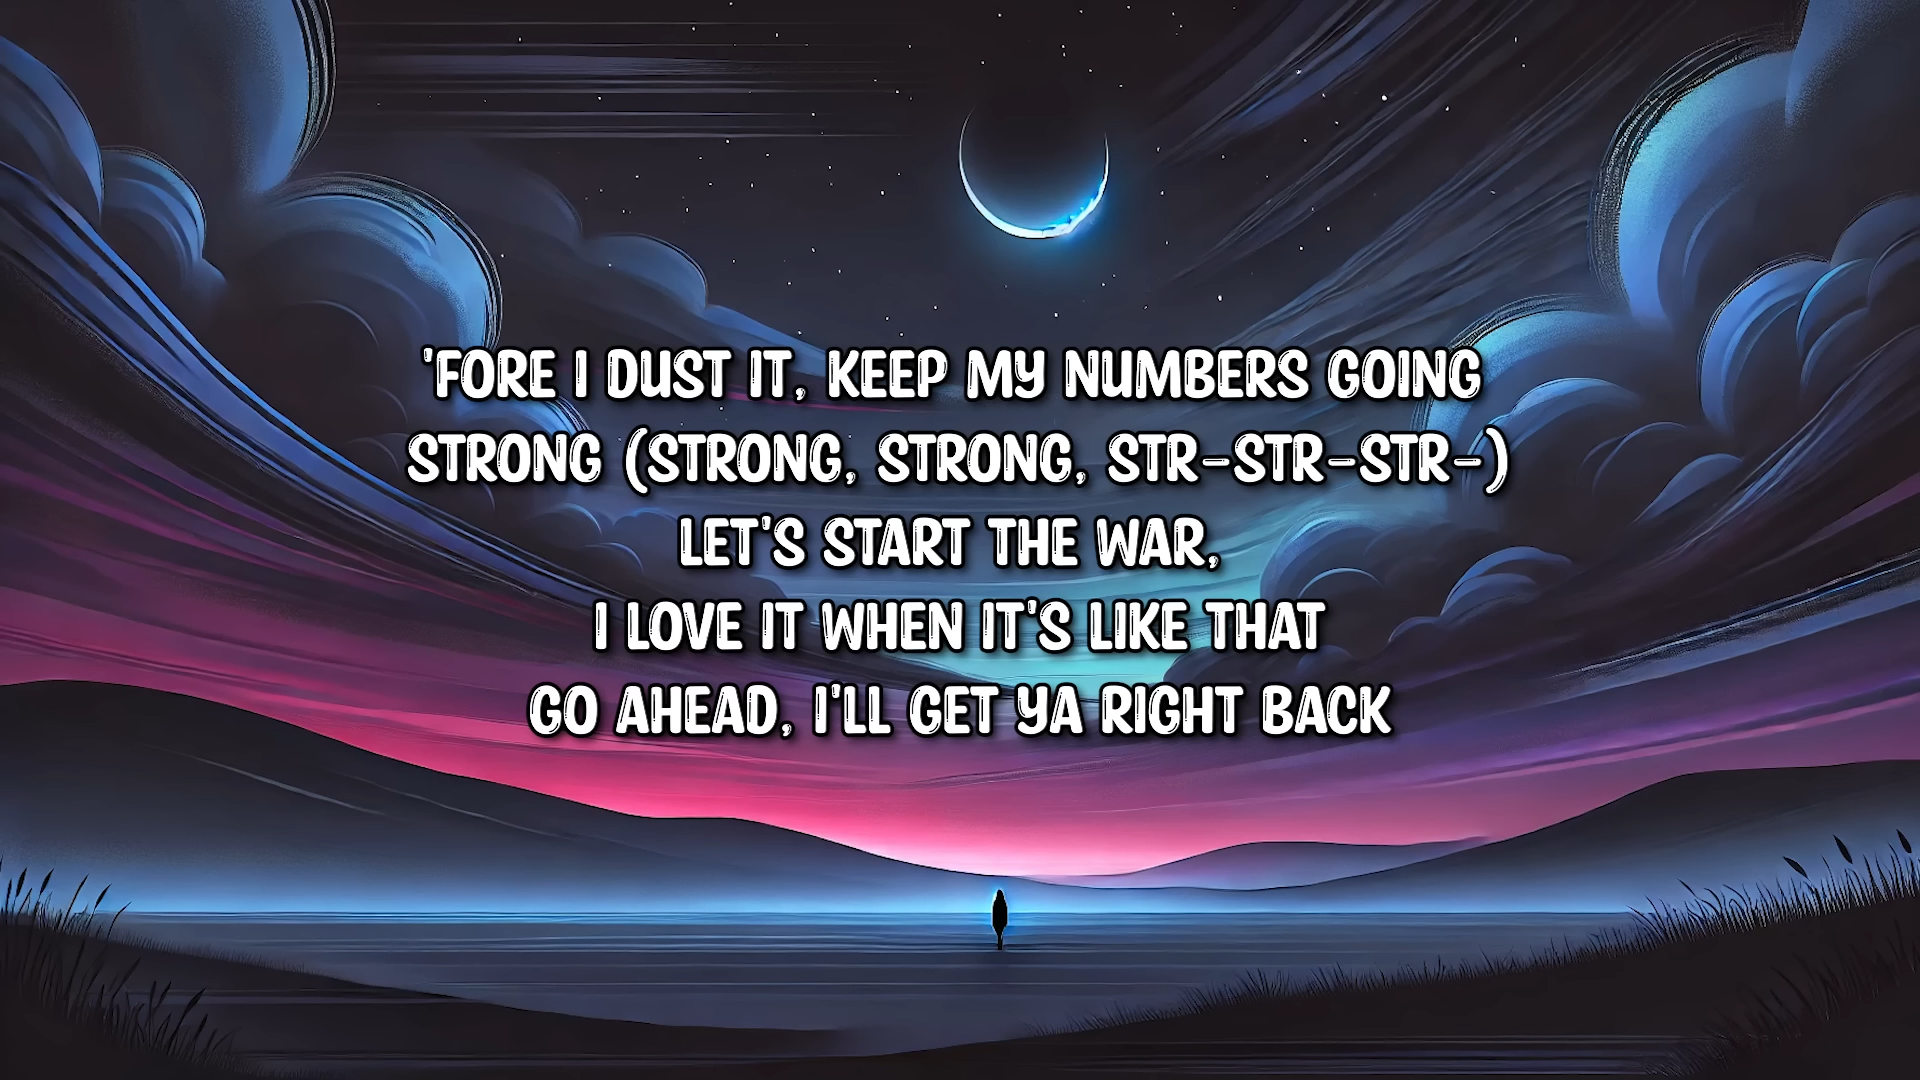 'FORE I DUST IT, KEEP MY NUMBERS GOING
STRONG (STRONG, STRONG, STR-STR-STR-)
LET'S START THE WAR,
I LOVE IT WHEN IT'S LIKE THAT
GO AHEAD, I'LL GET YA RIGHT BACK